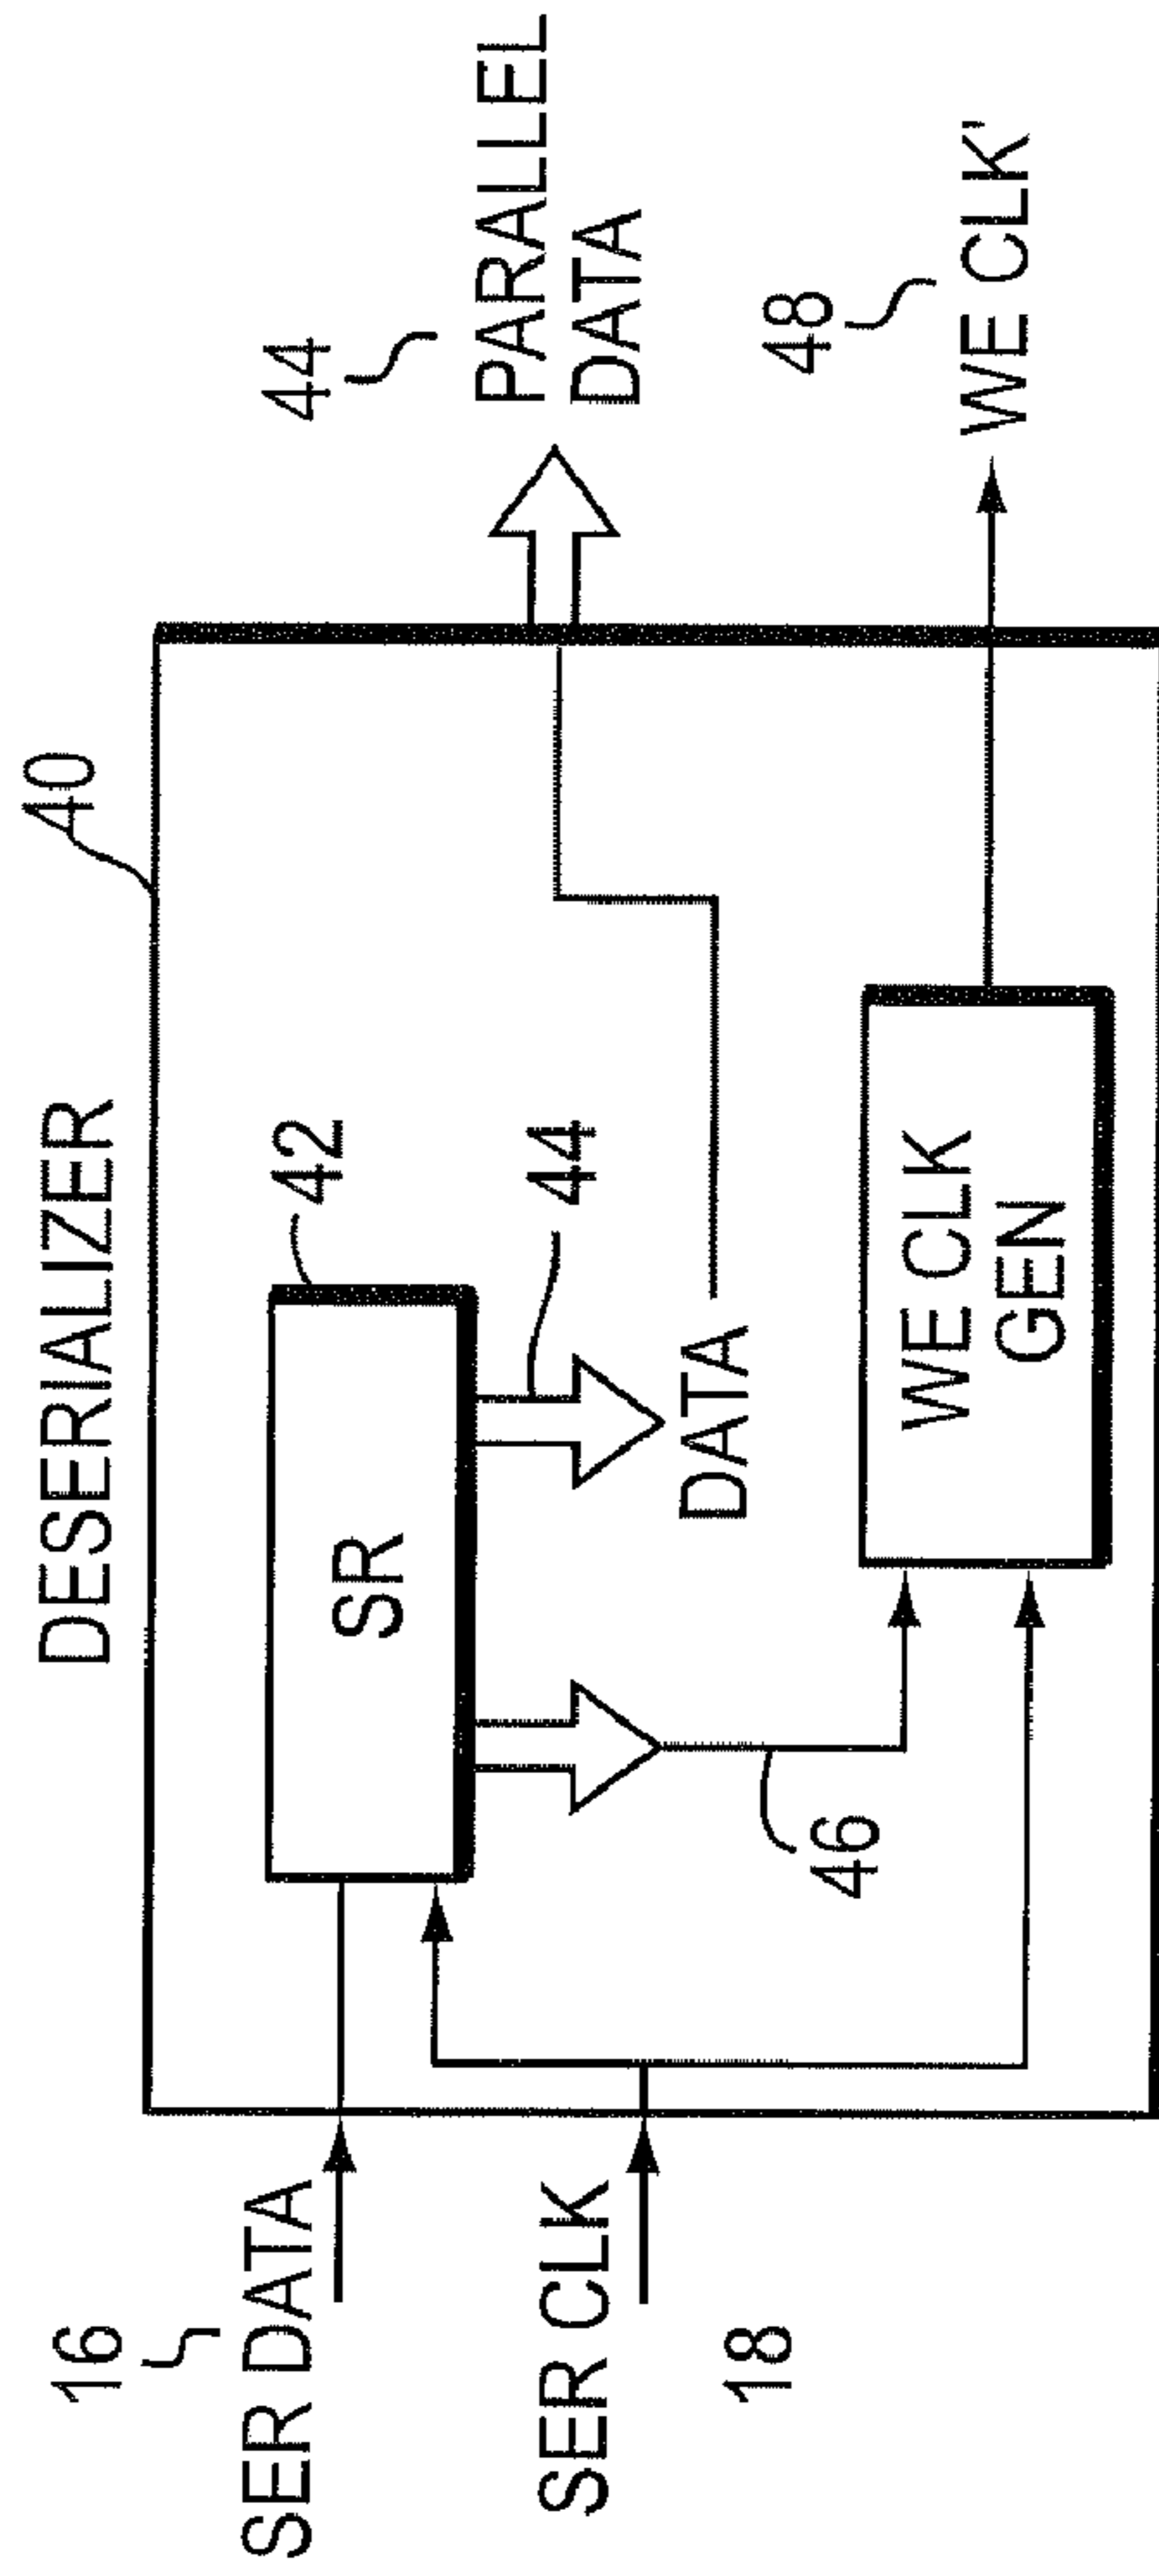 DESERIALIZER
40
16
SER DATA
SER CLK
18
SR
42
44
DATA
46
WE CLK
GEN
44
PARALLEL
DATA
48
WE CLK'